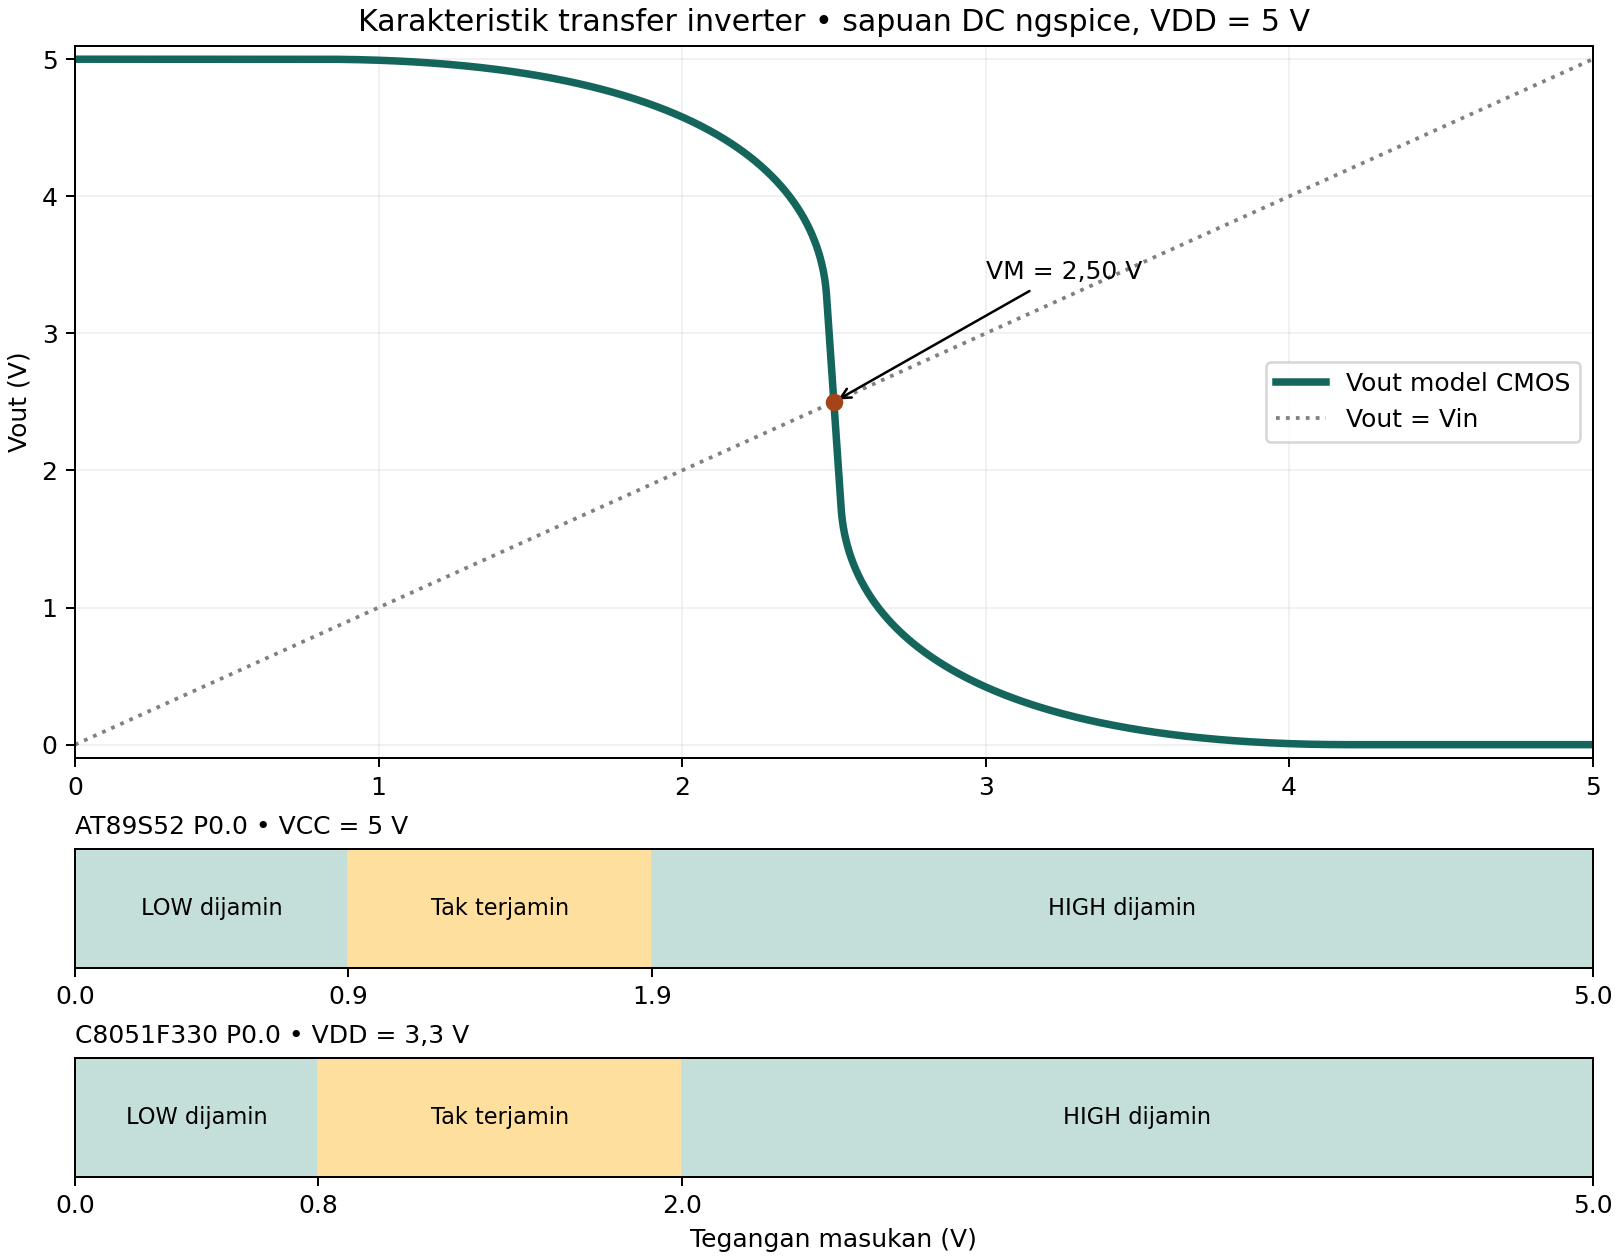 Karakteristik transfer inverter • sapuan DC ngspice, VDD = 5 V
Vout (V)
5
4
3
2
1
0
VM = 2,50 V
Vout model CMOS
Vout = Vin
0 1 2 3 4 5
AT89S52 P0.0 • VCC = 5 V
LOW dijamin Tak terjamin HIGH dijamin
0.0 0.9 1.9 5.0
C8051F330 P0.0 • VDD = 3,3 V
LOW dijamin Tak terjamin HIGH dijamin
0.0 0.8 2.0 5.0
Tegangan masukan (V)